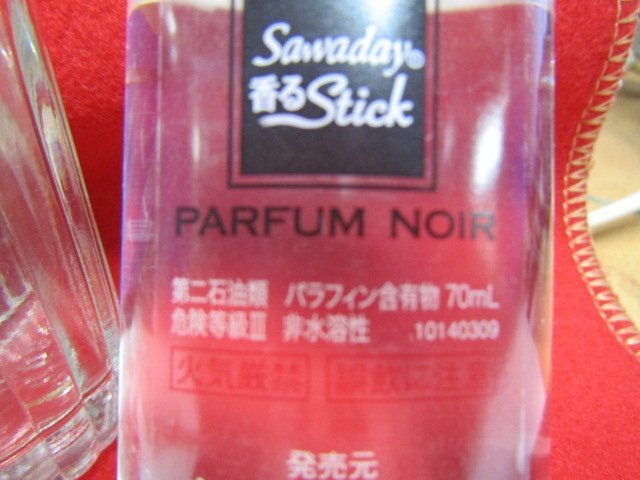 Sawaday®
香るStick
PARFUM NOIR
第二石油類 パラフィン含有物 70mL
危険等級Ⅲ 非水溶性 .10140309
火気厳禁 誤飲に注意
発売元